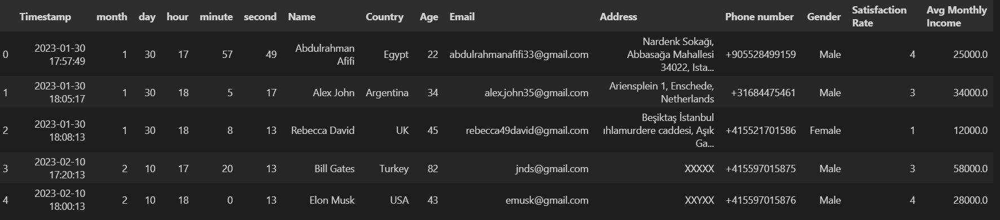 Timestamp month day hour minute second Name Country Age Email Address Phone number Gender Satisfaction Rate Avg Monthly Income
0 2023-01-30 17:57:49 1 30 17 57 49 Abdulrahman Afifi Egypt 22 abdulrahmanafifi33@gmail.com Nardenk Sokağı, Abbasağa Mahallesi 34022, Ista... +905528499159 Male 4 25000.0
1 2023-01-30 18:05:17 1 30 18 5 17 Alex John Argentina 34 alex.john35@gmail.com Ariensplein 1, Enschede, Netherlands +31684475461 Male 3 34000.0
2 2023-01-30 18:08:13 1 30 18 8 13 Rebecca David UK 45 rebecca49david@gmail.com Beşiktaş İstanbul ıhlamurdere caddesi, Aşık Ga... +415521701586 Female 1 12000.0
3 2023-02-10 17:20:13 2 10 17 20 13 Bill Gates Turkey 82 jnds@gmail.com XXXXX +415597015875 Male 3 58000.0
4 2023-02-10 18:00:13 2 10 18 0 13 Elon Musk USA 43 emusk@gmail.com XXYXX +415597015876 Male 4 28000.0